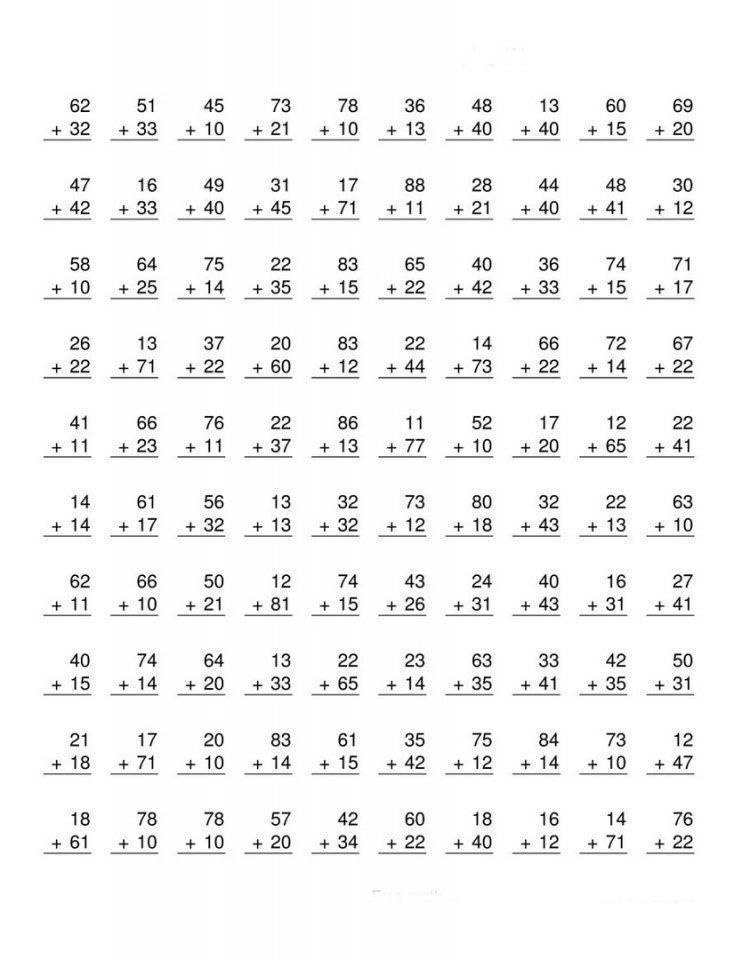 62 51 45 73 78 36 48 13 60 69
+ 32 + 33 + 10 + 21 + 10 + 13 + 40 + 40 + 15 + 20
47 16 49 31 17 88 28 44 48 30
+ 42 + 33 + 40 + 45 + 71 + 11 + 21 + 40 + 41 + 12
58 64 75 22 83 65 40 36 74 71
+ 10 + 25 + 14 + 35 + 15 + 22 + 42 + 33 + 15 + 17
26 13 37 20 83 22 14 66 72 67
+ 22 + 71 + 22 + 60 + 12 + 44 + 73 + 22 + 14 + 22
41 66 76 22 86 11 52 17 12 22
+ 11 + 23 + 11 + 37 + 13 + 77 + 10 + 20 + 65 + 41
14 61 56 13 32 73 80 32 22 63
+ 14 + 17 + 32 + 13 + 32 + 12 + 18 + 43 + 13 + 10
62 66 50 12 74 43 24 40 16 27
+ 11 + 10 + 21 + 81 + 15 + 26 + 31 + 43 + 31 + 41
40 74 64 13 22 23 63 33 42 50
+ 15 + 14 + 20 + 33 + 65 + 14 + 35 + 41 + 35 + 31
21 17 20 83 61 35 75 84 73 12
+ 18 + 71 + 10 + 14 + 15 + 42 + 12 + 14 + 10 + 47
18 78 78 57 42 60 18 16 14 76
+ 61 + 10 + 10 + 20 + 34 + 22 + 40 + 12 + 71 + 22